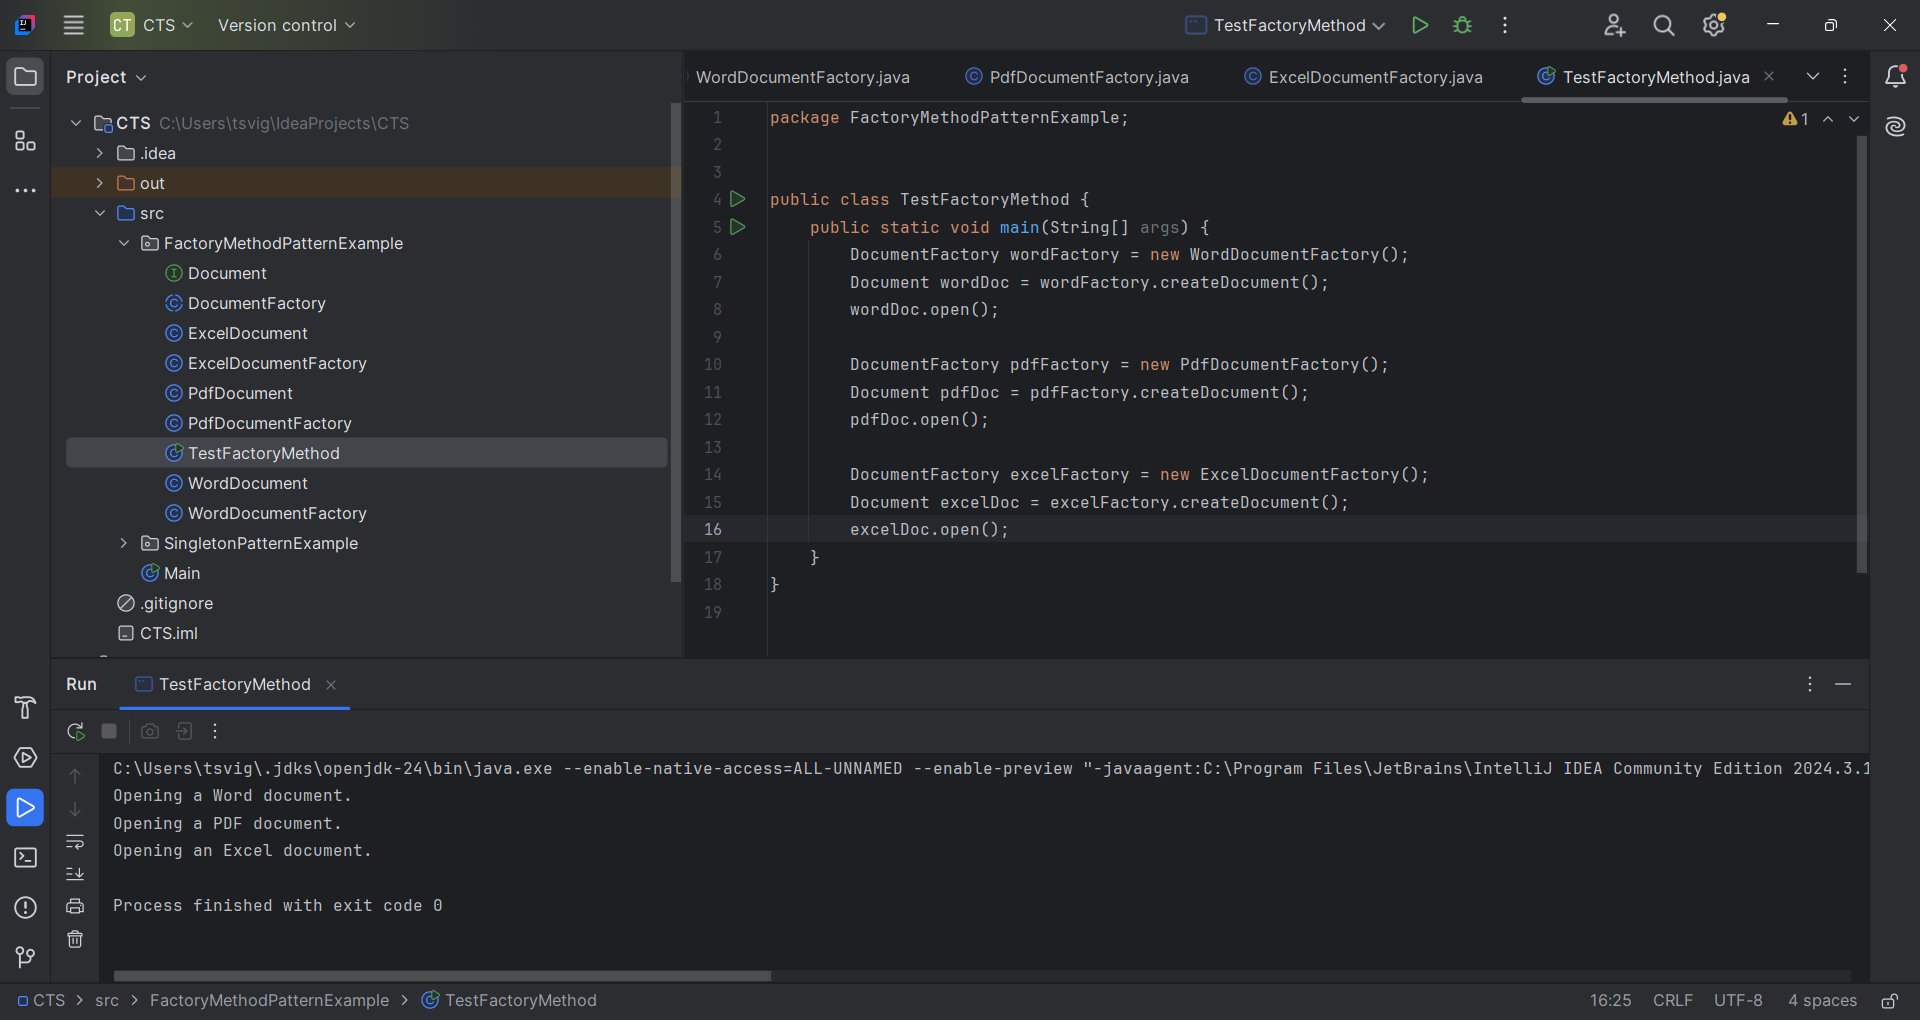 CT CTS Version control TestFactoryMethod
Project
CTS C:\Users\tsvig\IdeaProjects\CTS
.idea
out
src
FactoryMethodPatternExample
Document
DocumentFactory
ExcelDocument
ExcelDocumentFactory
PdfDocument
PdfDocumentFactory
TestFactoryMethod
WordDocument
WordDocumentFactory
SingletonPatternExample
Main
.gitignore
CTS.iml
WordDocumentFactory.java PdfDocumentFactory.java ExcelDocumentFactory.java TestFactoryMethod.java
1 package FactoryMethodPatternExample; 1
2
3
4 public class TestFactoryMethod {
5 public static void main(String[] args) {
6 DocumentFactory wordFactory = new WordDocumentFactory();
7 Document wordDoc = wordFactory.createDocument();
8 wordDoc.open();
9
10 DocumentFactory pdfFactory = new PdfDocumentFactory();
11 Document pdfDoc = pdfFactory.createDocument();
12 pdfDoc.open();
13
14 DocumentFactory excelFactory = new ExcelDocumentFactory();
15 Document excelDoc = excelFactory.createDocument();
16 excelDoc.open();
17 }
18 }
19
Run TestFactoryMethod
C:\Users\tsvig\.jdks\openjdk-24\bin\java.exe --enable-native-access=ALL-UNNAMED --enable-preview "-javaagent:C:\Program Files\JetBrains\IntelliJ IDEA Community Edition 2024.3.1
Opening a Word document.
Opening a PDF document.
Opening an Excel document.
Process finished with exit code 0
CTS > src > FactoryMethodPatternExample > TestFactoryMethod 16:25 CRLF UTF-8 4 spaces